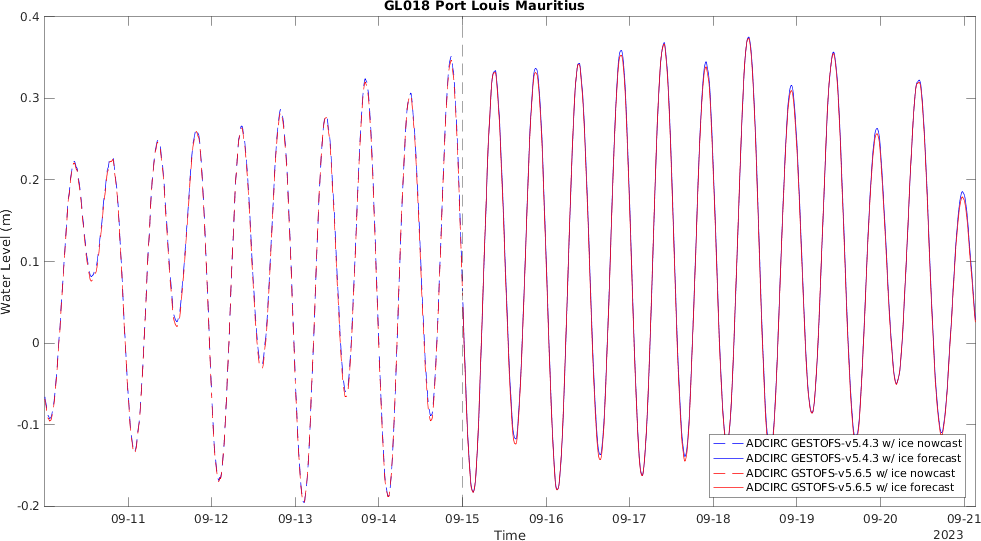 GL018 Port Louis Mauritius
0.4
0.3
0.2
0.1
0
-0.1
-0.2
Water Level (m)
ADCIRC GESTOFS-v5.4.3 w/ ice nowcast
ADCIRC GESTOFS-v5.4.3 w/ ice forecast
ADCIRC GSTOFS-v5.6.5 w/ ice nowcast
ADCIRC GSTOFS-v5.6.5 w/ ice forecast
09-11 09-12 09-13 09-14 09-15 09-16 09-17 09-18 09-19 09-20 09-21
Time
2023